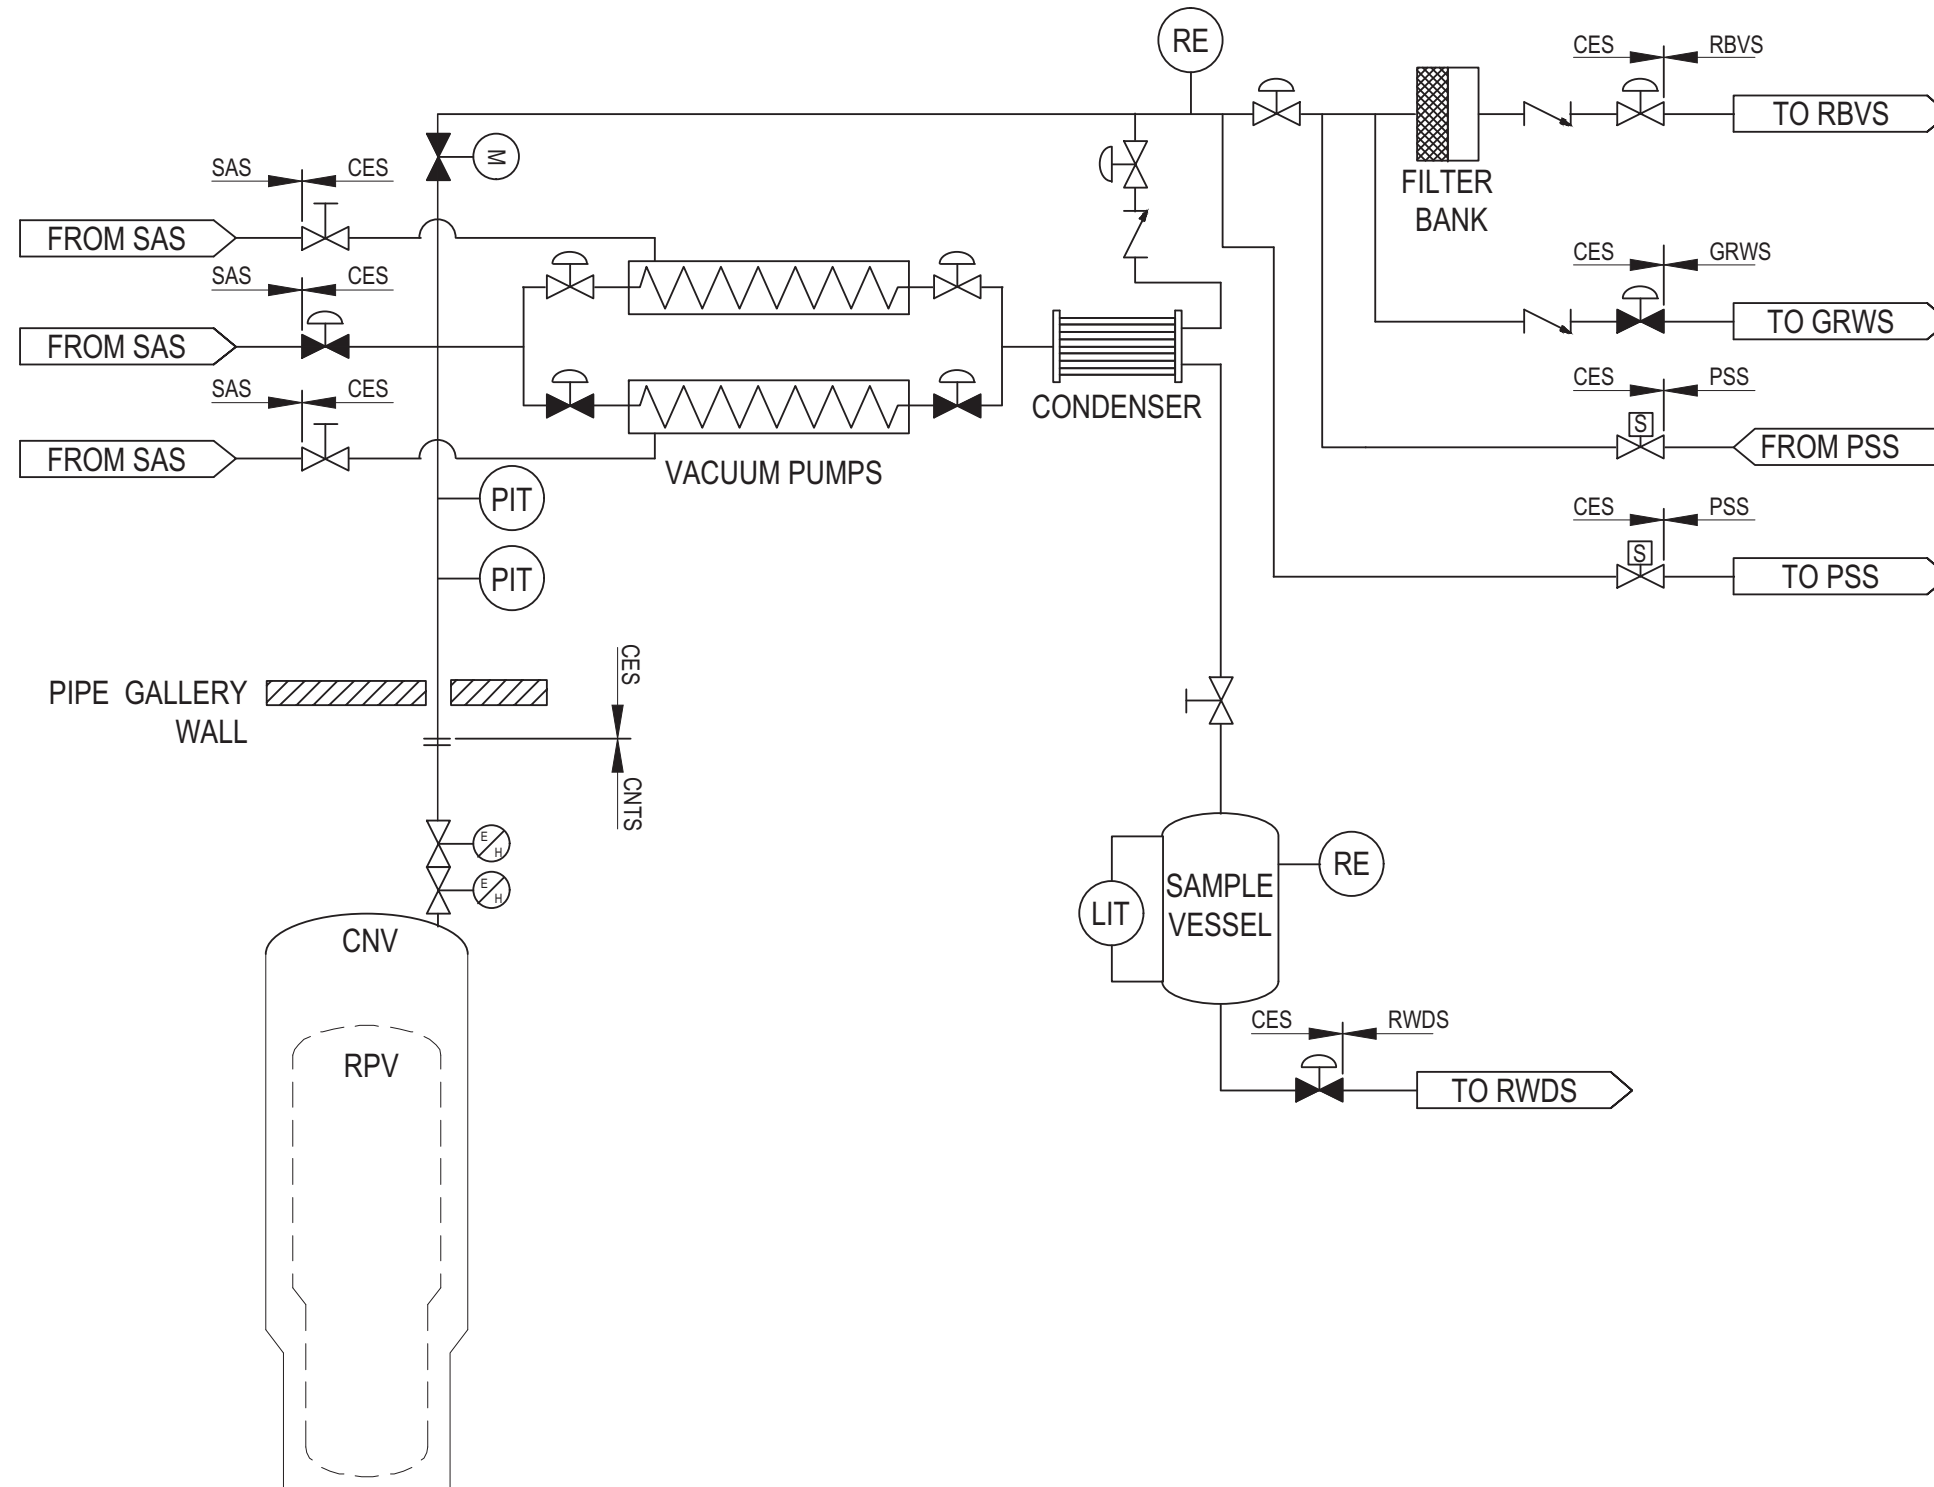 RE
CES
RBVS
TO RBVS
M
FILTER
BANK
SAS
CES
FROM SAS
SAS
CES
FROM SAS
SAS
CES
FROM SAS
VACUUM PUMPS
CONDENSER
CES
GRWS
TO GRWS
CES
PSS
S
FROM PSS
CES
PSS
S
TO PSS
PIT
PIT
PIPE GALLERY
WALL
CES
CNTS
E
H
E
H
CNV
RPV
LIT
SAMPLE
VESSEL
RE
CES
RWDS
TO RWDS